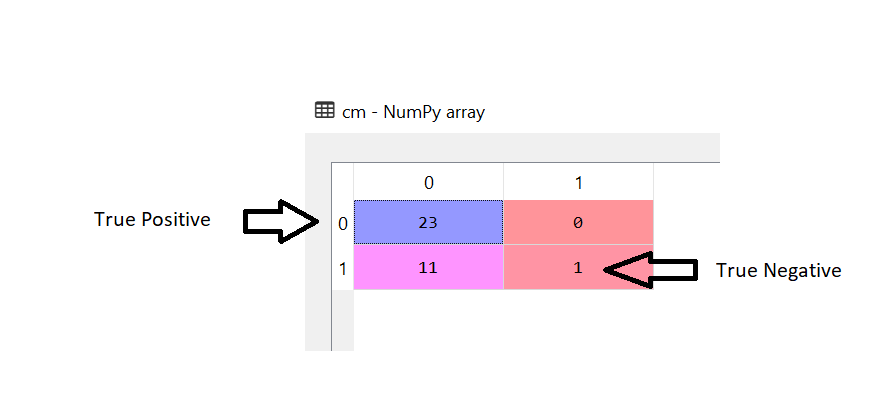 cm - NumPy array
0 1
True Positive 0 23 0
1 11 1 True Negative